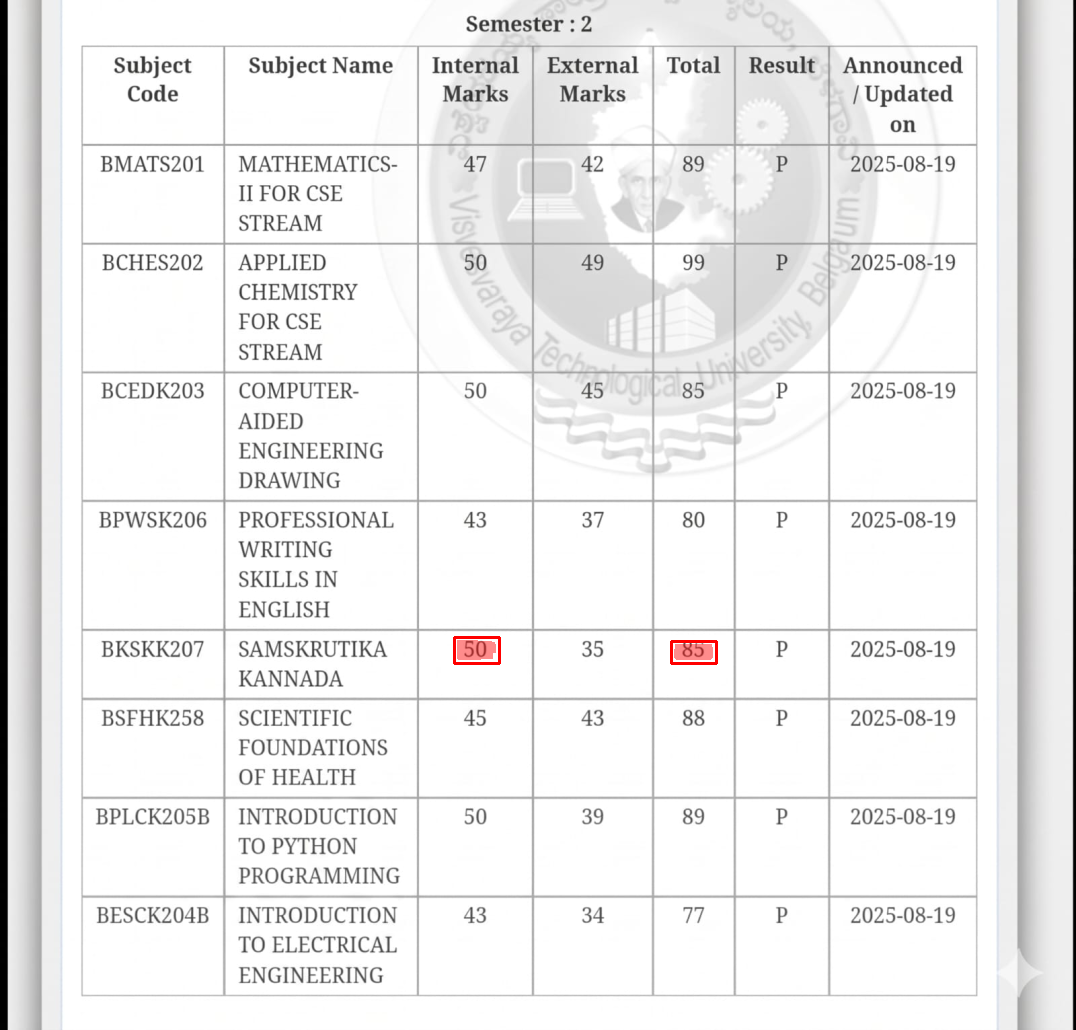 Semester : 2
Subject Code	Subject Name	Internal Marks	External Marks	Total	Result	Announced / Updated on
BMATS201	MATHEMATICS-II FOR CSE STREAM	47	42	89	P	2025-08-19
BCHES202	APPLIED CHEMISTRY FOR CSE STREAM	50	49	99	P	2025-08-19
BCEDK203	COMPUTER-AIDED ENGINEERING DRAWING	50	45	85	P	2025-08-19
BPWSK206	PROFESSIONAL WRITING SKILLS IN ENGLISH	43	37	80	P	2025-08-19
BKSKK207	SAMSKRUTIKA KANNADA	50	35	85	P	2025-08-19
BSFHK258	SCIENTIFIC FOUNDATIONS OF HEALTH	45	43	88	P	2025-08-19
BPLCK205B	INTRODUCTION TO PYTHON PROGRAMMING	50	39	89	P	2025-08-19
BESCK204B	INTRODUCTION TO ELECTRICAL ENGINEERING	43	34	77	P	2025-08-19
Visvesvaraya Technological University, Belgaum